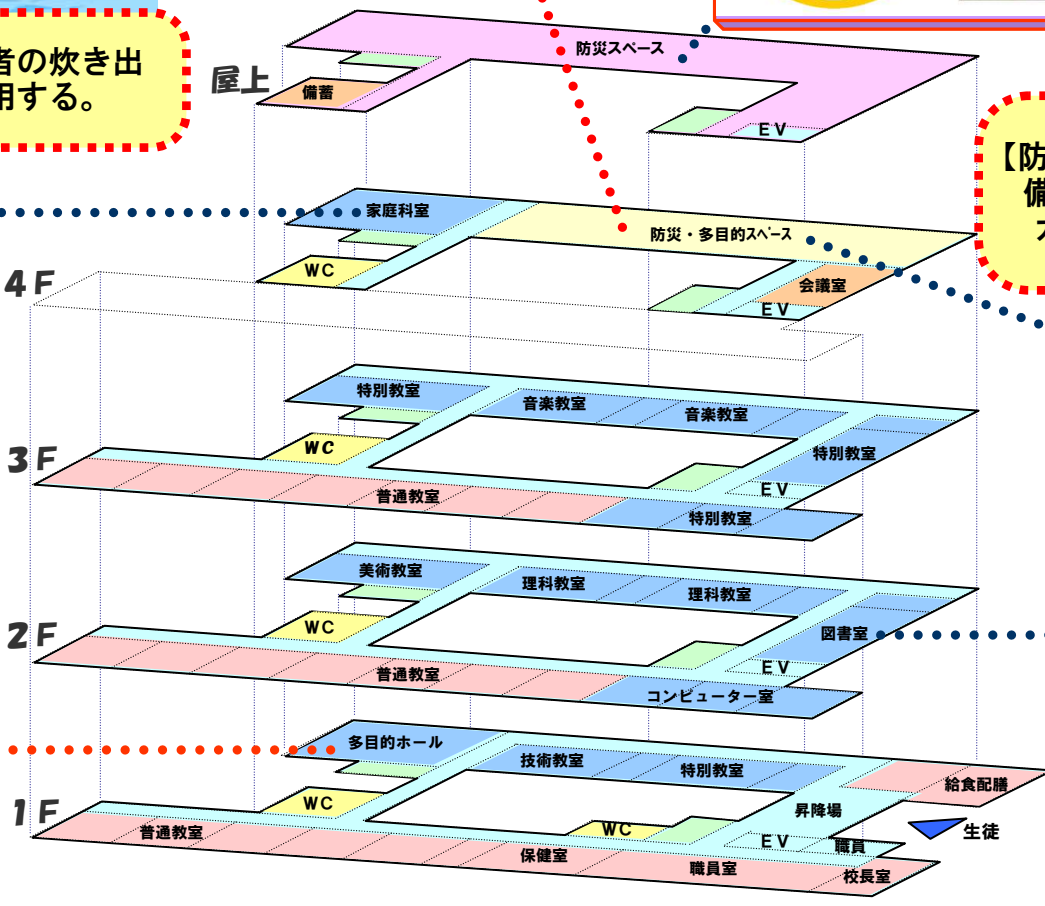 者の炊き出
用する。
屋上
防災スペース
備蓄
EV
【防
備
4F
家庭科室
防災・多目的スペース
WC
会議室
EV
3F
特別教室
音楽教室
音楽教室
特別教室
WC
EV
普通教室
特別教室
2F
美術教室
理科教室
理科教室
図書室
WC
EV
普通教室
コンピューター室
1F
多目的ホール
技術教室
特別教室
給食配膳
昇降場
WC
生徒
普通教室
WC
EV
職員
保健室
職員室
校長室